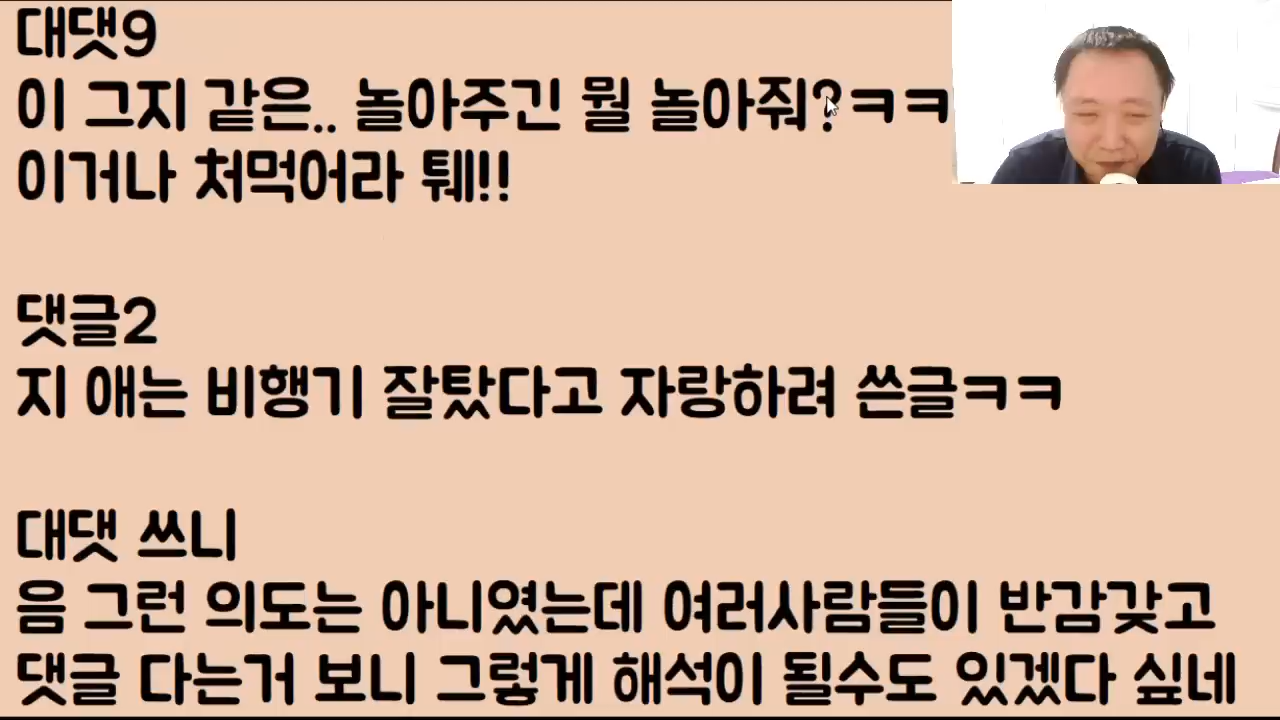 대댓9
이 그지 같은.. 놀아주긴 뭘 놀아줘?ㅋㅋ
이거나 처먹어라 퉤!!
댓글2
지 애는 비행기 잘탔다고 자랑하려 쓴글ㅋㅋ
대댓 쓰니
음 그런 의도는 아니였는데 여러사람들이 반감갖고
댓글 다는거 보니 그렇게 해석이 될수도 있겠다 싶네